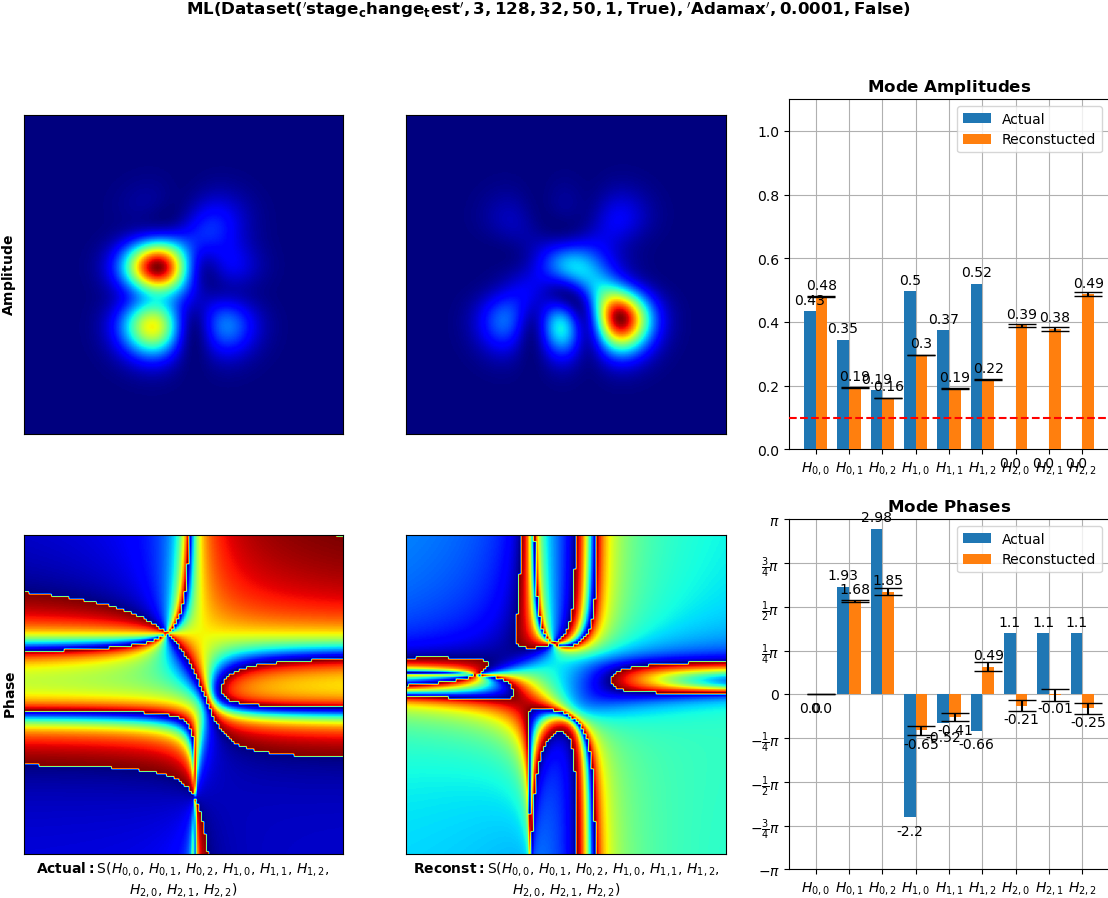 ML(Dataset('stage_change_test', 3, 128, 32, 50, 1, True), 'Adamax', 0.0001, False)
Amplitude
Mode Amplitudes
Actual
Reconstucted
1.0
0.8
0.6
0.4
0.2
0.0
0.43 0.48
0.35 0.19
0.19 0.16
0.5 0.3
0.37 0.19
0.52 0.22
0.0 0.39
0.0 0.38
0.0 0.49
H0,0 H0,1 H0,2 H1,0 H1,1 H1,2 H2,0 H2,1 H2,2
Phase
Mode Phases
Actual
Reconstucted
π
3/4π
1/2π
1/4π
0
−1/4π
−1/2π
−3/4π
−π
0.0 0.0
1.93 1.68
2.98 1.85
-2.2 -0.65
-0.52 -0.41
-0.66 0.49
1.1 -0.21
1.1 -0.01
1.1 -0.25
H0,0 H0,1 H0,2 H1,0 H1,1 H1,2 H2,0 H2,1 H2,2
Actual: S(H0,0, H0,1, H0,2, H1,0, H1,1, H1,2,
H2,0, H2,1, H2,2)
Reconst: S(H0,0, H0,1, H0,2, H1,0, H1,1, H1,2,
H2,0, H2,1, H2,2)